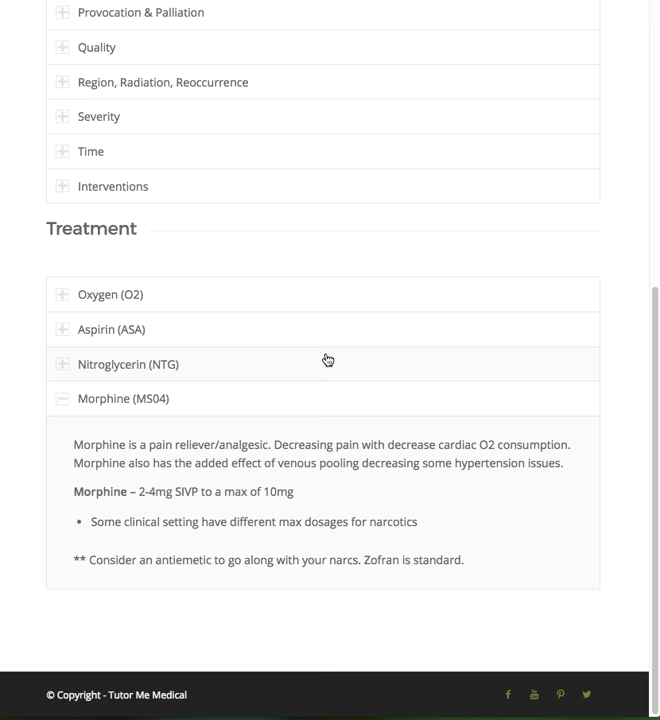 Provocation & Palliation
Quality
Region, Radiation, Reoccurrence
Severity
Time
Interventions
Treatment
Oxygen (O2)
Aspirin (ASA)
Nitroglycerin (NTG)
Morphine (MS04)
Morphine is a pain reliever/analgesic. Decreasing pain with decrease cardiac O2 consumption.
Morphine also has the added effect of venous pooling decreasing some hypertension issues.
Morphine – 2-4mg SIVP to a max of 10mg
• Some clinical setting have different max dosages for narcotics
** Consider an antiemetic to go along with your narcs. Zofran is standard.
© Copyright - Tutor Me Medical